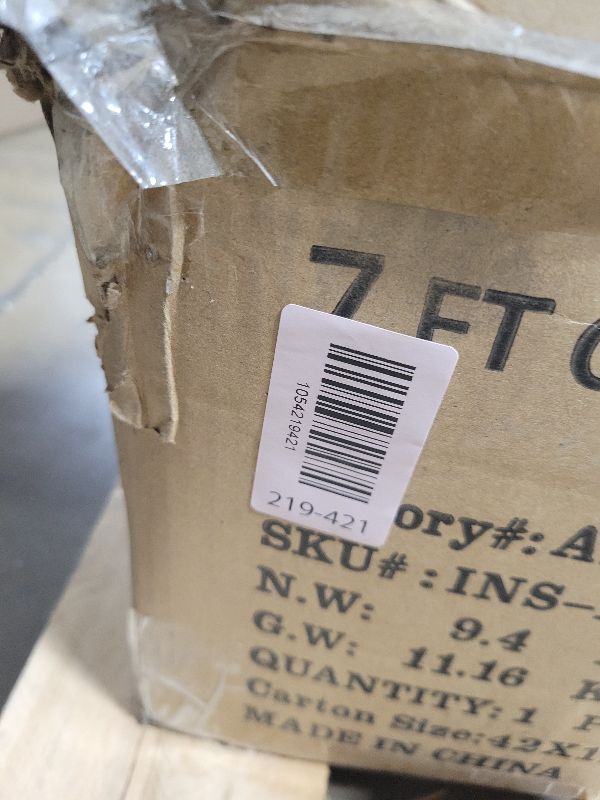 7 FT
1054219421
219-421
ory#:
SKU# : INS-
N.W: 9.4
G.W: 11.16
QUANTITY: 1
Carton Size:42X1
MADE IN CHINA